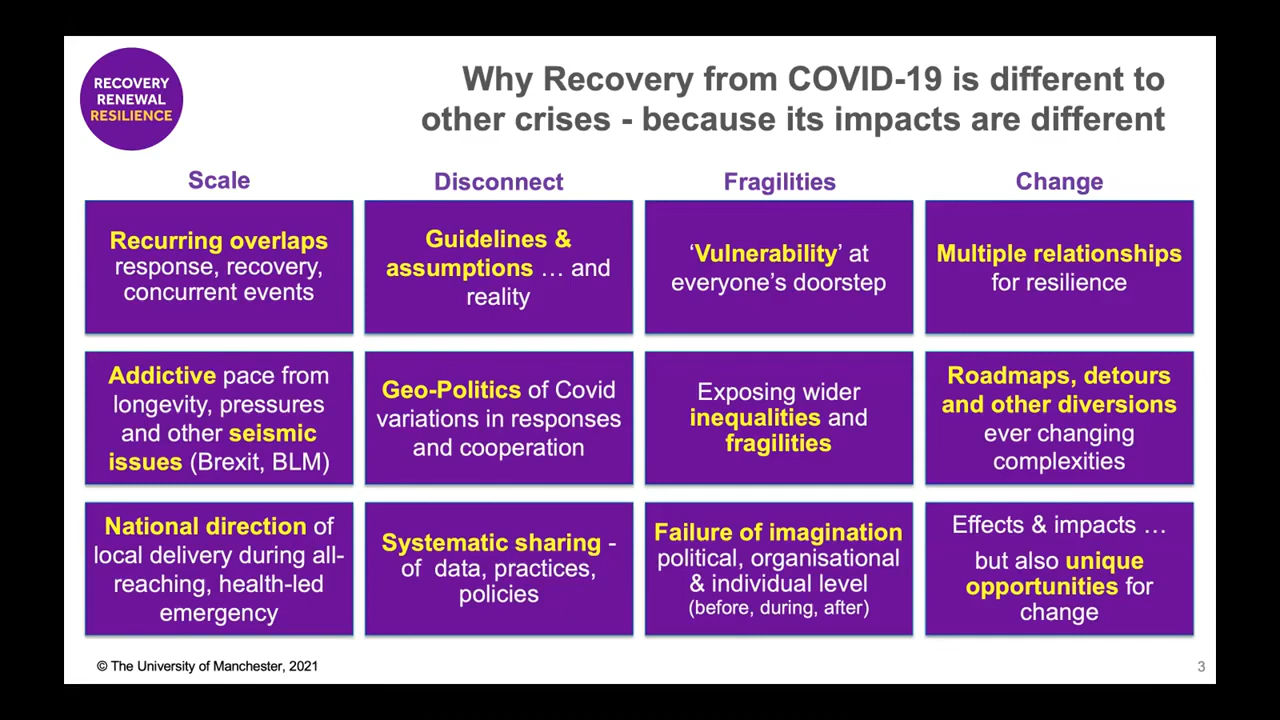 RECOVERY
RENEWAL
RESILIENCE
Why Recovery from COVID-19 is different to
other crises - because its impacts are different
Scale
Disconnect
Fragilities
Change
Recurring overlaps
response, recovery,
concurrent events
Guidelines &
assumptions … and
reality
‘Vulnerability’ at
everyone’s doorstep
Multiple relationships
for resilience
Addictive pace from
longevity, pressures
and other seismic
issues (Brexit, BLM)
Geo-Politics of Covid
variations in responses
and cooperation
Exposing wider
inequalities and
fragilities
Roadmaps, detours
and other diversions
ever changing
complexities
National direction of
local delivery during all-
reaching, health-led
emergency
Systematic sharing -
of data, practices,
policies
Failure of imagination
political, organisational
& individual level
(before, during, after)
Effects & impacts …
but also unique
opportunities for
change
© The University of Manchester, 2021
3